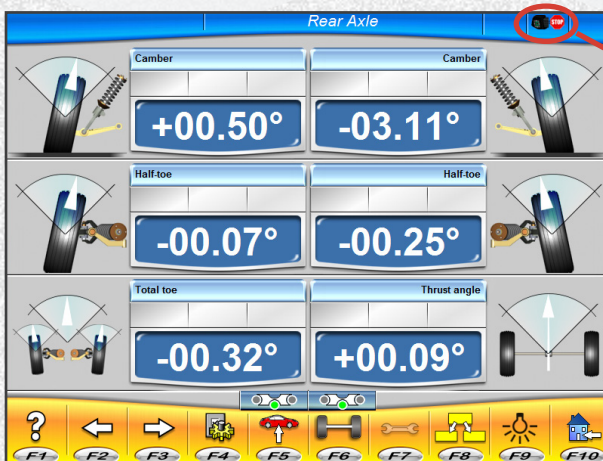 Rear Axle
STOP
Camber Camber
+00.50° -03.11°
Half-toe Half-toe
-00.07° -00.25°
Total toe Thrust angle
-00.32° +00.09°
?
F1 F2 F3 F4 F5 F6 F7 F8 F9 F10